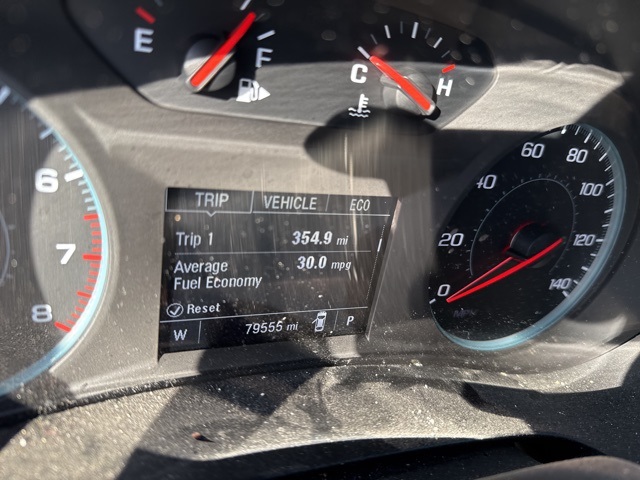 E F
C H
6
7
8
TRIP VEHICLE ECO
Trip 1 354.9 mi
Average 30.0 mpg
Fuel Economy
Reset
W 79555 mi P
0 20 40 60 80 100 120 140